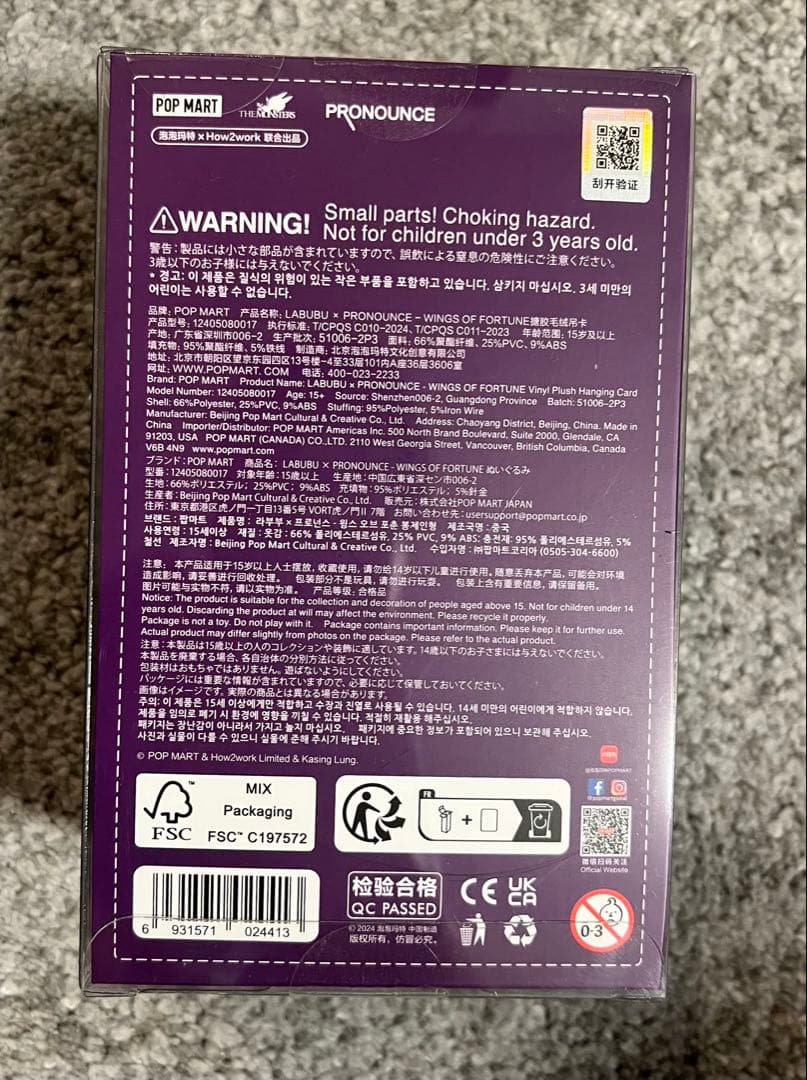 POP MART
THEMONSTERS
PRONOUNCE
泡泡玛特×How2work 联合出品
刮开验证
WARNING! Small parts! Choking hazard.
Not for children under 3 years old.
警告:製品には小さな部品が含まれていますので、誤飲による窒息の危険性にご注意ください。
3歳以下のお子様には与えないでください。
* 경고: 이 제품은 질식의 위험이 있는 작은 부품을 포함하고 있습니다. 삼키지 마십시오. 3세 미만의
어린이는 사용할 수 없습니다.
品牌: POP MART 产品名称: LABUBU × PRONOUNCE - WINGS OF FORTUNE搪胶毛绒吊卡
产品型号: 12405080017 执行标准: T/CPQS C010-2024、T/CPQS C011-2023 年龄范围: 15岁及以上
产地: 广东省深圳市006-2 生产批次: 51006-2P3 面料: 66%聚酯纤维、25%PVC、9%ABS
填充物: 95%聚酯纤维、5%铁线 制造商: 北京泡泡玛特文化创意有限公司
地址: 北京市朝阳区望京东园四区13号楼-4至33层101内A座36层3606室
网址: WWW.POPMART.COM 电话: 400-023-2233
Brand: POP MART Product Name: LABUBU × PRONOUNCE - WINGS OF FORTUNE Vinyl Plush Hanging Card
Model Number: 12405080017 Age: 15+ Source: Shenzhen006-2, Guangdong Province Batch: 51006-2P3
Shell: 66%Polyester, 25%PVC, 9%ABS Stuffing: 95%Polyester, 5%Iron Wire
Manufacturer: Beijing Pop Mart Cultural & Creative Co., Ltd. Address: Chaoyang District, Beijing, China. Made in
China Importer/Distributor: POP MART Americas Inc. 500 North Brand Boulevard, Suite 2000, Glendale, CA
91203, USA POP MART (CANADA) CO.,LTD. 2110 West Georgia Street, Vancouver, British Columbia, Canada
V6B 4N9 www.popmart.com
ブランド: POP MART 商品名: LABUBU × PRONOUNCE - WINGS OF FORTUNE ぬいぐるみ
型番: 12405080017 対象年齢: 15歳以上 生産地: 中国広東省深セン市006-2
生地: 66%ポリエステル; 25%PVC; 9%ABS 充填物: 95%ポリエステル; 5%針金
生産者: Beijing Pop Mart Cultural & Creative Co., Ltd. 販売元: 株式会社POP MART JAPAN
住所: 東京都港区虎ノ門一丁目13番5号 VORT虎ノ門II 7階 お問い合わせ先: usersupport@popmart.co.jp
브랜드: 팝마트 제품명: 라부부 × 프로넌스 - 윙스 오브 포춘 봉제인형 제조국명: 중국
사용연령: 15세이상 재질: 옷감: 66% 폴리에스테르섬유, 25% PVC, 9% ABS; 충전재: 95% 폴리에스테르섬유, 5%
철선 제조자명: Beijing Pop Mart Cultural & Creative Co., Ltd. 수입자명: ㈜팝마트코리아 (0505-304-6600)
注意: 本产品适用于15岁及以上人士摆放, 收藏使用, 请勿给14岁以下儿童进行使用。随意丢弃本产品, 可能会对环境
造成影响, 请妥善进行回收处理。 包装部分不是玩具, 请勿进行玩耍。 包装上含有重要信息, 请保留备用。
图片可能与实物不符, 请以实物为准。 产品等级: 合格品
Notice: The product is suitable for the collection and decoration of people aged above 15. Not for children under 14
years old. Discarding the product at will may affect the environment. Please recycle it properly.
Package is not a toy. Do not play with it. Package contains important information. Please keep it for further use.
Actual product may differ slightly from photos on the package. Please refer to the actual product.
注意: 本製品は15歳以上の人のコレクションや装飾に適しています。14歳以下のお子さまには与えないでください。
本製品を廃棄する場合、各自治体の分別方法に従ってください。
包装材はおもちゃではありません。遊ばないようにしてください。
パッケージには重要な情報が含まれていますので、必要に応じて保管しておいてください。
画像はイメージです。実際の商品とは異なる場合があります。
주의: 이 제품은 15세 이상에게만 적합하고 수장과 진열로 사용될 수 있습니다. 14세 미만의 어린이에게 적합하지 않습니다.
제품을 임의로 폐기 시 환경에 영향을 끼칠 수 있습니다. 적절히 재활용 해주십시오.
패키지는 장난감이 아니라서 가지고 놀지 마십시오. 패키지에 중요한 정보가 포함되어 있으니 보관해 주십시오.
사진과 실물이 다를 수 있으니 실물에 준해 주시기 바랍니다.
© POP MART & How2work Limited & Kasing Lung.
小红书
@泡泡玛特POPMART
@popmartglobal
微信扫码关注
Official Website
FSC™
MIX
Packaging
FSC™ C197572
FR
+
6 931571 024413
检验合格
QC PASSED
© 2024 泡泡玛特 中国制造
版权所有, 仿冒必究。
CE
UK
CA
0-3